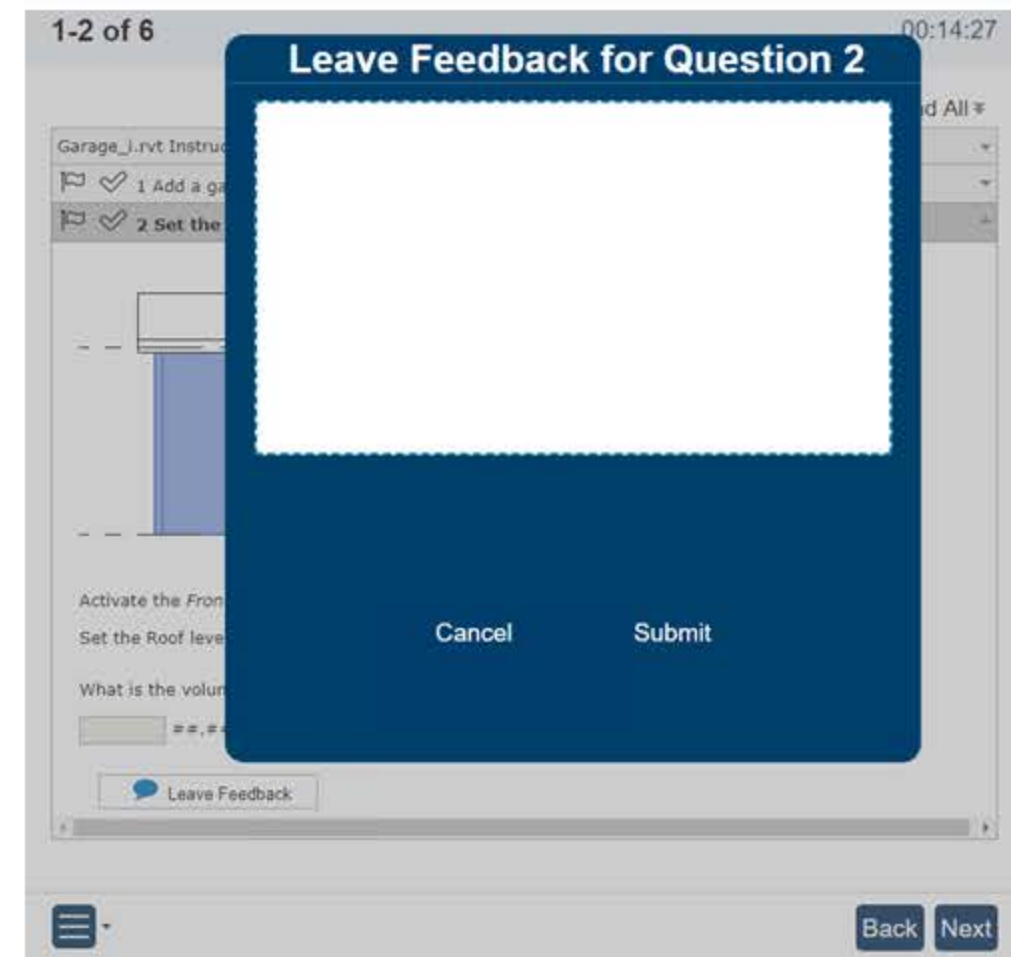 1-2 of 6
00:14:27
Leave Feedback for Question 2
d All
Garage_i.rvt Instruc
1 Add a ga
2 Set the
Activate the Fron
Set the Roof leve
Cancel
Submit
What is the volum
##.##
Leave Feedback
Back
Next